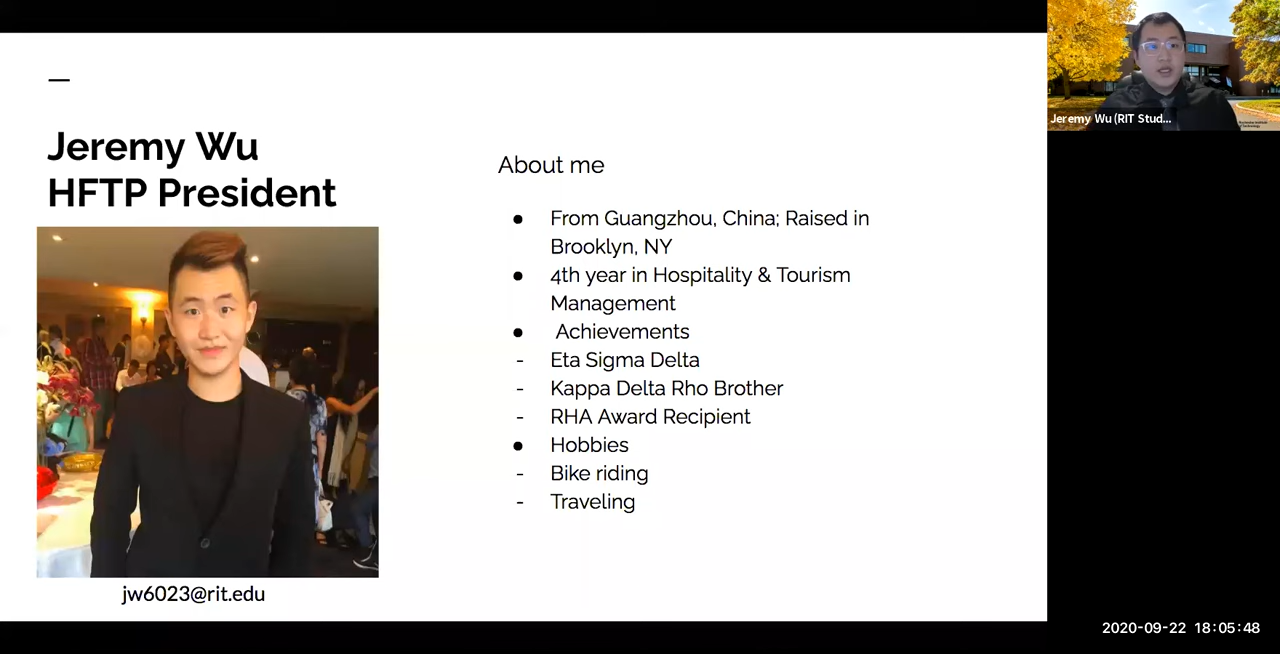 Jeremy Wu
HFTP President
jw6023@rit.edu
About me
● From Guangzhou, China; Raised in
Brooklyn, NY
● 4th year in Hospitality & Tourism
Management
● Achievements
- Eta Sigma Delta
- Kappa Delta Rho Brother
- RHA Award Recipient
● Hobbies
- Bike riding
- Traveling
Jeremy Wu (RIT Stud...
2020-09-22 18:05:48